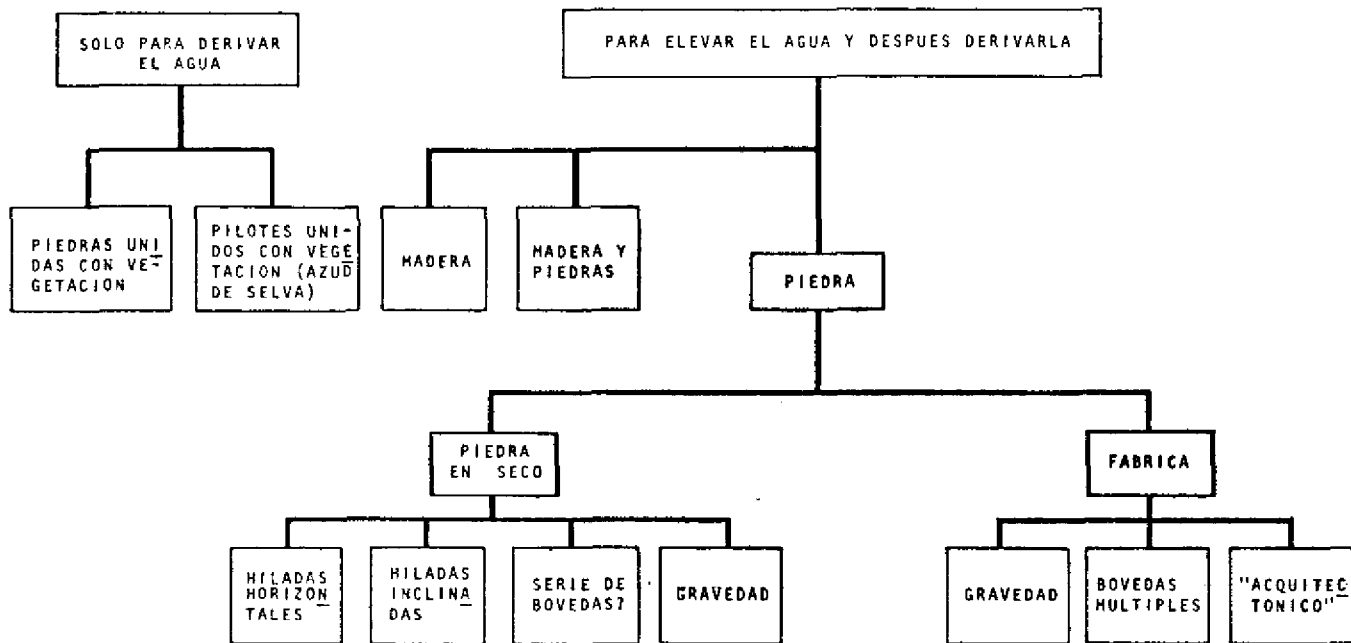 SOLO PARA DERIVAR
EL AGUA
PARA ELEVAR EL AGUA Y DESPUES DERIVARLA
PIEDRAS UNI
DAS CON VE-
GETACION
PILOTES UNI-
DOS CON VEGE
TACION (AZUD
DE SELVA)
MADERA
MADERA Y
PIEDRAS
PIEDRA
PIEDRA
EN SECO
FABRICA
HILADAS
HORIZON
TALES
HILADAS
INCLINA
DAS
SERIE DE
BOVEDAS?
GRAVEDAD
GRAVEDAD
BOVEDAS
MULTIPLES
"ACQUITEC
TONICO"